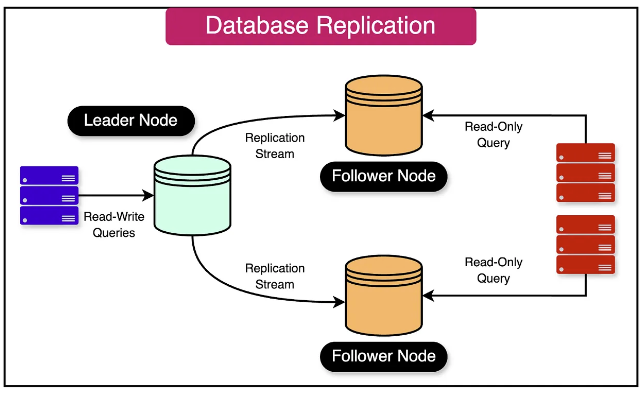 Database Replication
Leader Node
Replication
Stream
Read-Only
Query
Follower Node
Read-Write
Queries
Replication
Stream
Read-Only
Query
Follower Node